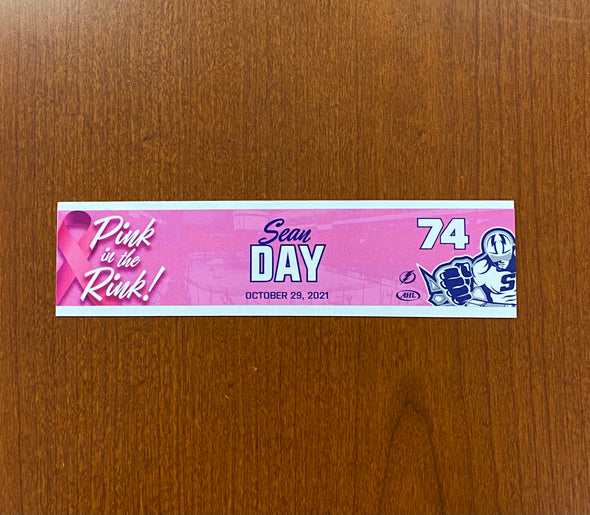 Pink
in the
Rink!
Sean
DAY
OCTOBER 29, 2021
74
AHL
S